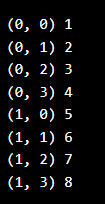 (0, 0) 1
(0, 1) 2
(0, 2) 3
(0, 3) 4
(1, 0) 5
(1, 1) 6
(1, 2) 7
(1, 3) 8